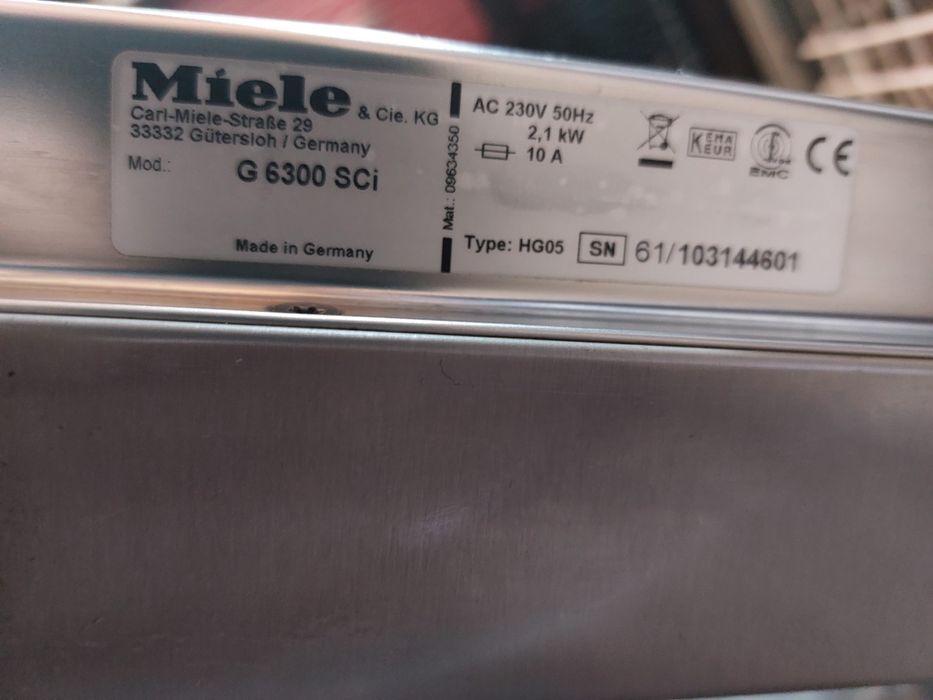 Miele & Cie. KG
Carl-Miele-Straße 29
33332 Gütersloh / Germany
Mod.: G 6300 SCi
Made in Germany
Mat.: 09634350
AC 230V 50Hz
2,1 kW
10 A
KEMA
EUR
EMC
CE
Type: HG05 SN 61/103144601